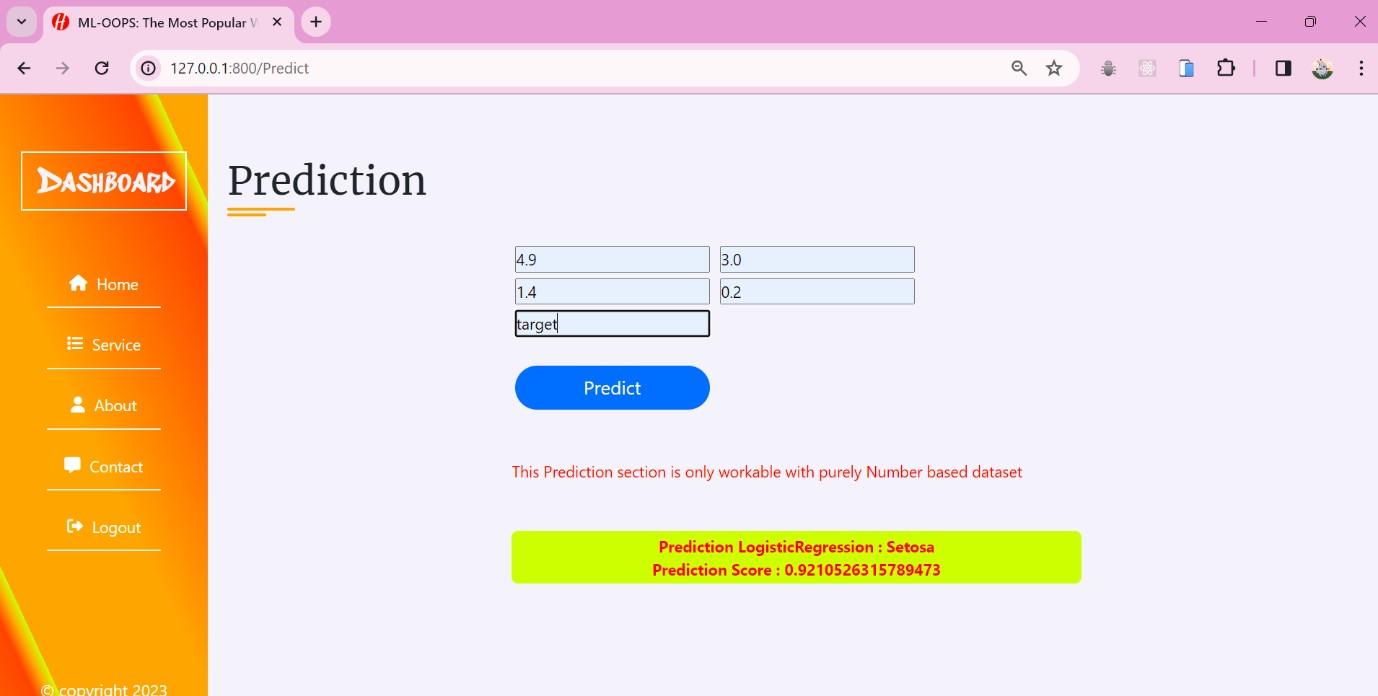 ML-OOPS: The Most Popular
127.0.0.1:800/Predict
DASHBOARD
Home
Service
About
Contact
Logout
© copyright 2023
Prediction
4.9 3.0
1.4 0.2
target
Predict
This Prediction section is only workable with purely Number based dataset
Prediction LogisticRegression : Setosa
Prediction Score : 0.9210526315789473